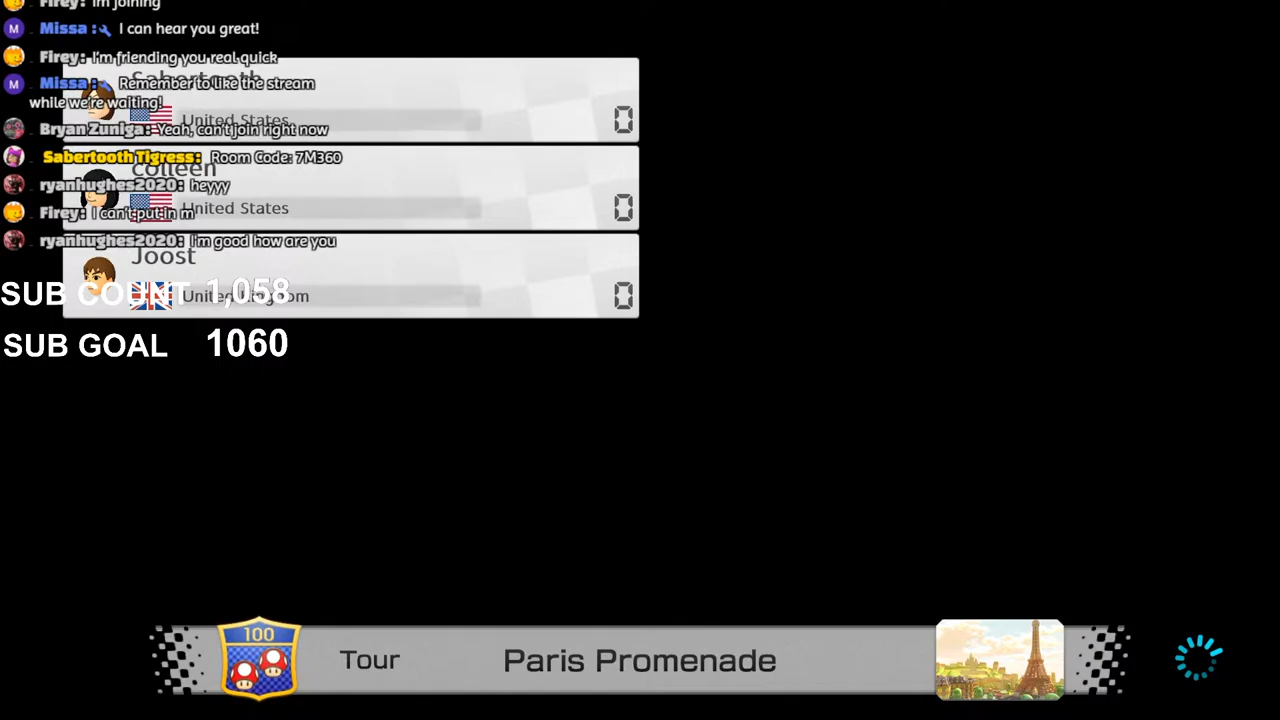 Firey: Im joining
Missa: I can hear you great!
Firey: I'm friending you real quick
Sabertooth
Missa: Remember to like the stream
while we're waiting!
United States 0
Bryan Zuniga: Yeah, can't join right now
Sabertooth Tigress: Room Code: 7M360
colleen
ryanhughes2020: heyyy
United States 0
Firey: I can't put in m
ryanhughes2020: I'm good how are you
Joost
United Kingdom 0
SUB COUNT 1,058
SUB GOAL 1060
100
Tour Paris Promenade